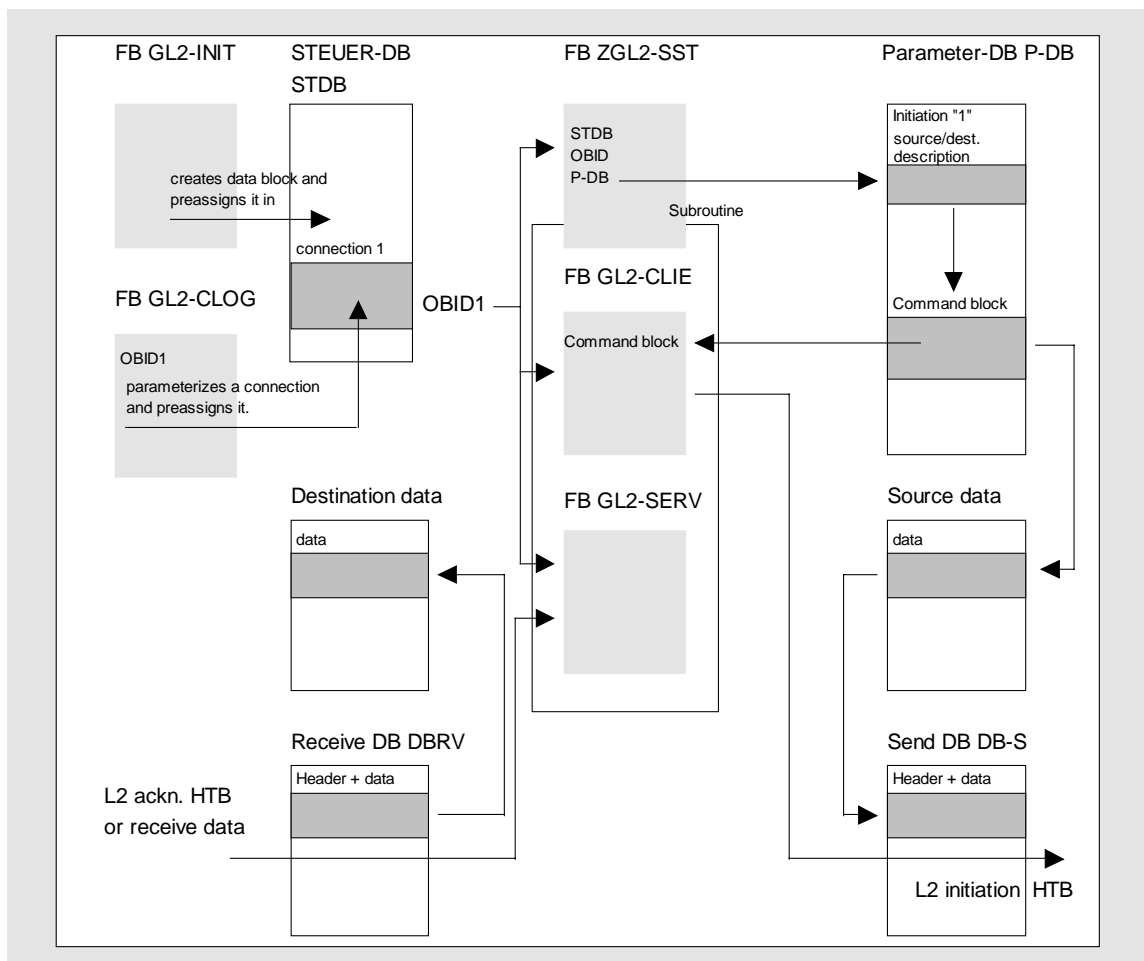 FB GL2-INIT
STEUER-DB
STDB
FB ZGL2-SST
Parameter-DB P-DB
creates data block and
preassigns it in
connection 1
STDB
OBID
P-DB
Subroutine
Initiation "1"
source/dest.
description
FB GL2-CLOG
OBID1
parameterizes a connection
and preassigns it.
OBID1
FB GL2-CLIE
Command block
Command block
Destination data
data
FB GL2-SERV
Source data
data
Receive DB DBRV
Header + data
L2 ackn. HTB
or receive data
Send DB DB-S
Header + data
L2 initiation HTB